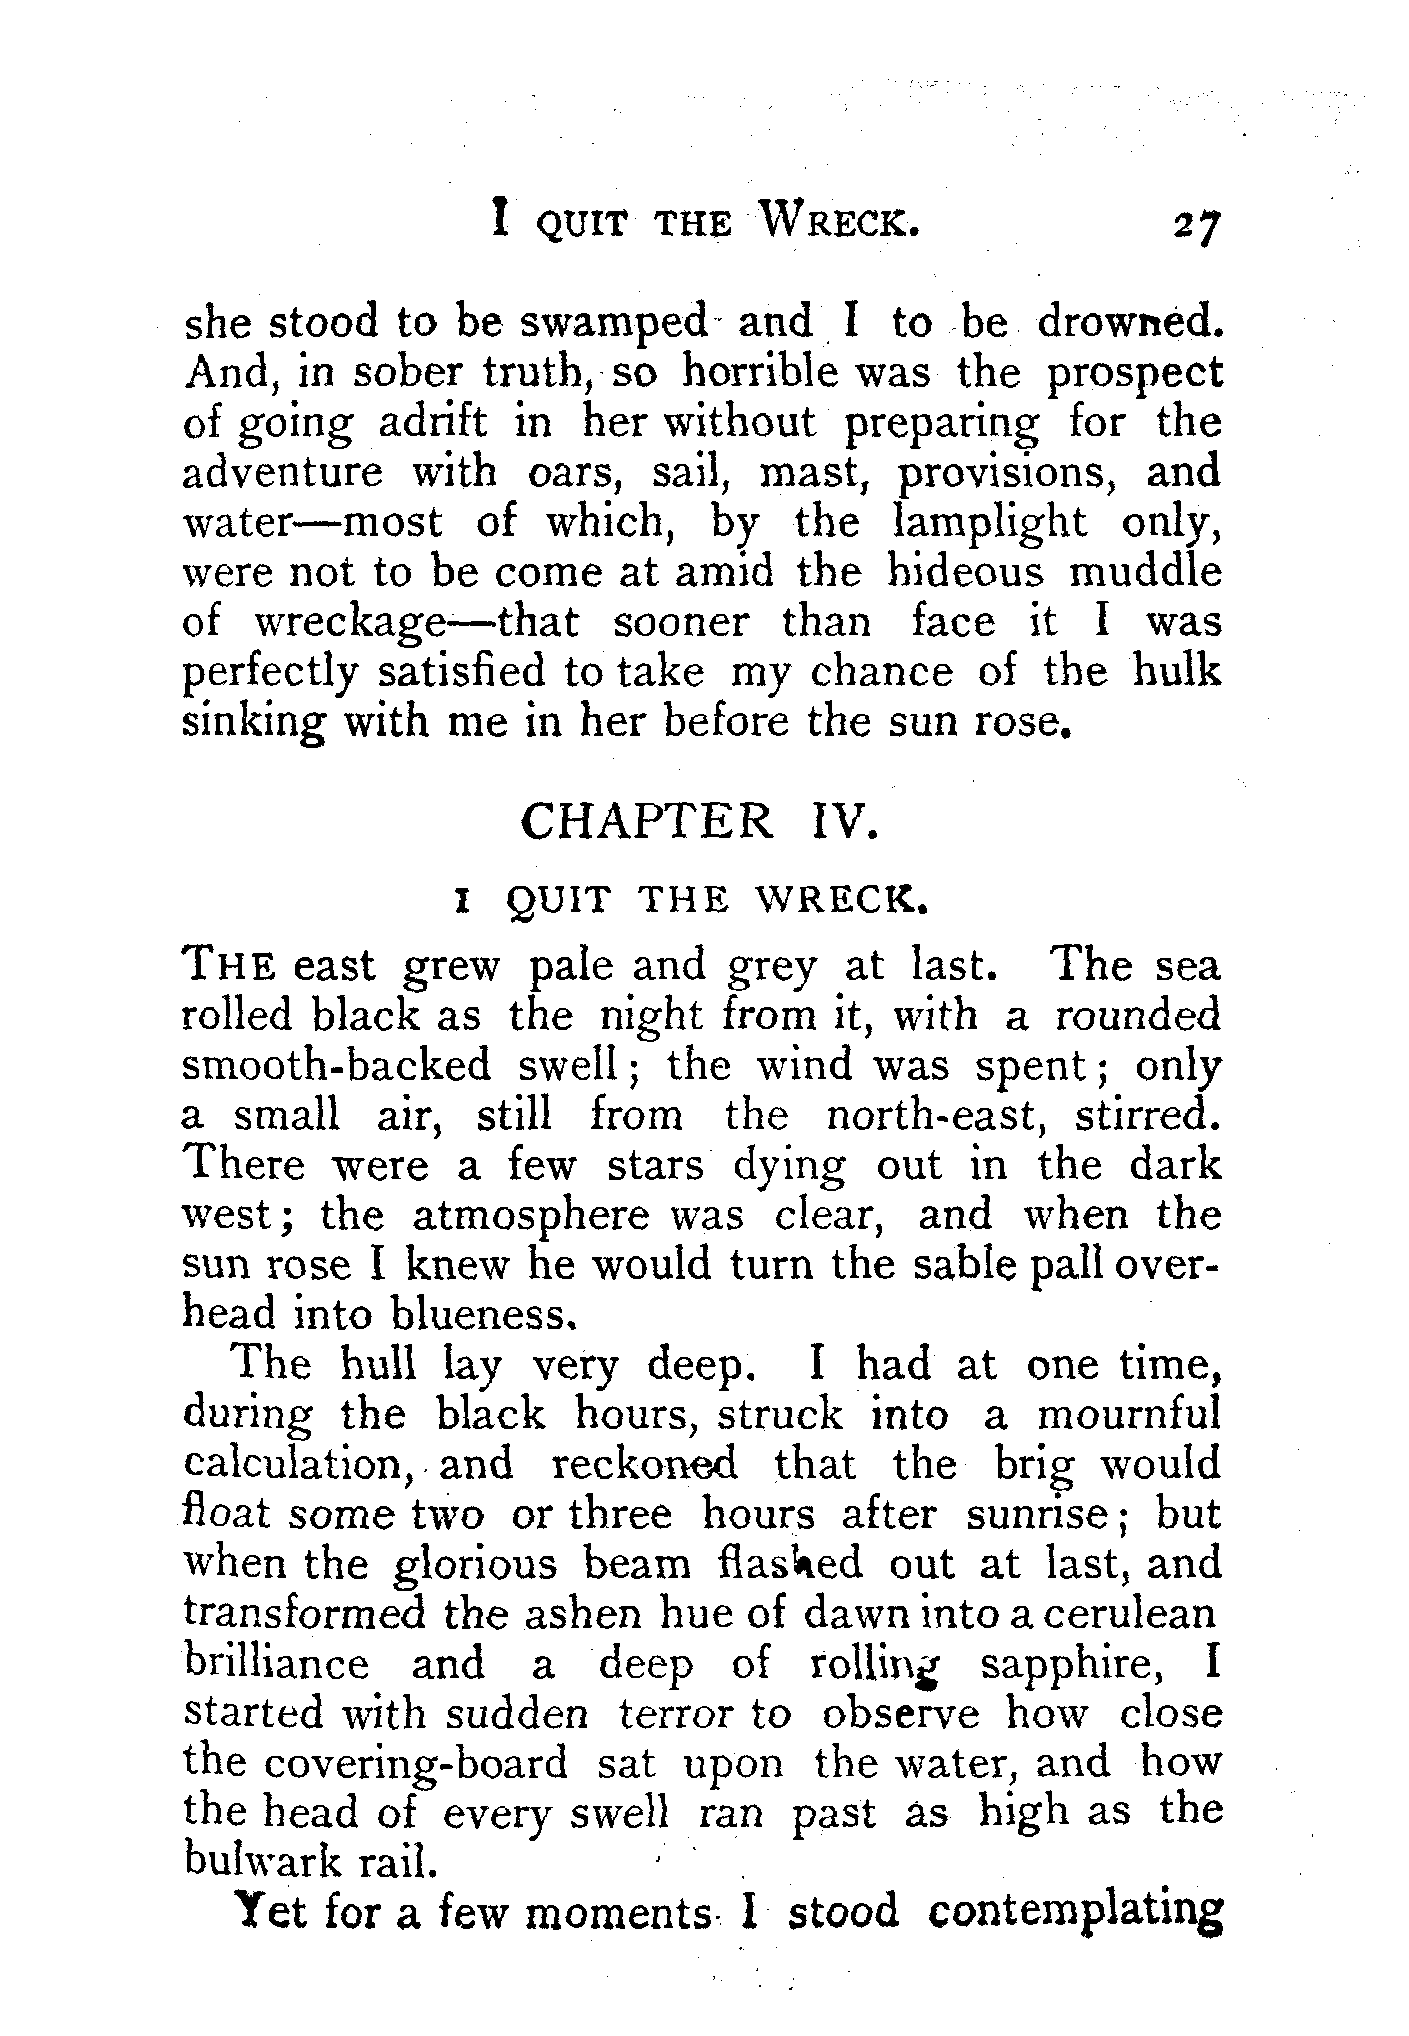 I QUIT THE WRECK. 27
she stood to be swamped and I to be drowned.
And, in sober truth, so horrible was the prospect
of going adrift in her without preparing for the
adventure with oars, sail, mast, provisions, and
water—most of which, by the lamplight only,
were not to be come at amid the hideous muddle
of wreckage—that sooner than face it I was
perfectly satisfied to take my chance of the hulk
sinking with me in her before the sun rose.
CHAPTER IV.
I QUIT THE WRECK.
THE east grew pale and grey at last. The sea
rolled black as the night from it, with a rounded
smooth-backed swell; the wind was spent; only
a small air, still from the north-east, stirred.
There were a few stars dying out in the dark
west; the atmosphere was clear, and when the
sun rose I knew he would turn the sable pall over-
head into blueness.
The hull lay very deep. I had at one time,
during the black hours, struck into a mournful
calculation, and reckoned that the brig would
float some two or three hours after sunrise; but
when the glorious beam flashed out at last, and
transformed the ashen hue of dawn into a cerulean
brilliance and a deep of rolling sapphire, I
started with sudden terror to observe how close
the covering-board sat upon the water, and how
the head of every swell ran past as high as the
bulwark rail.
Yet for a few moments I stood contemplating